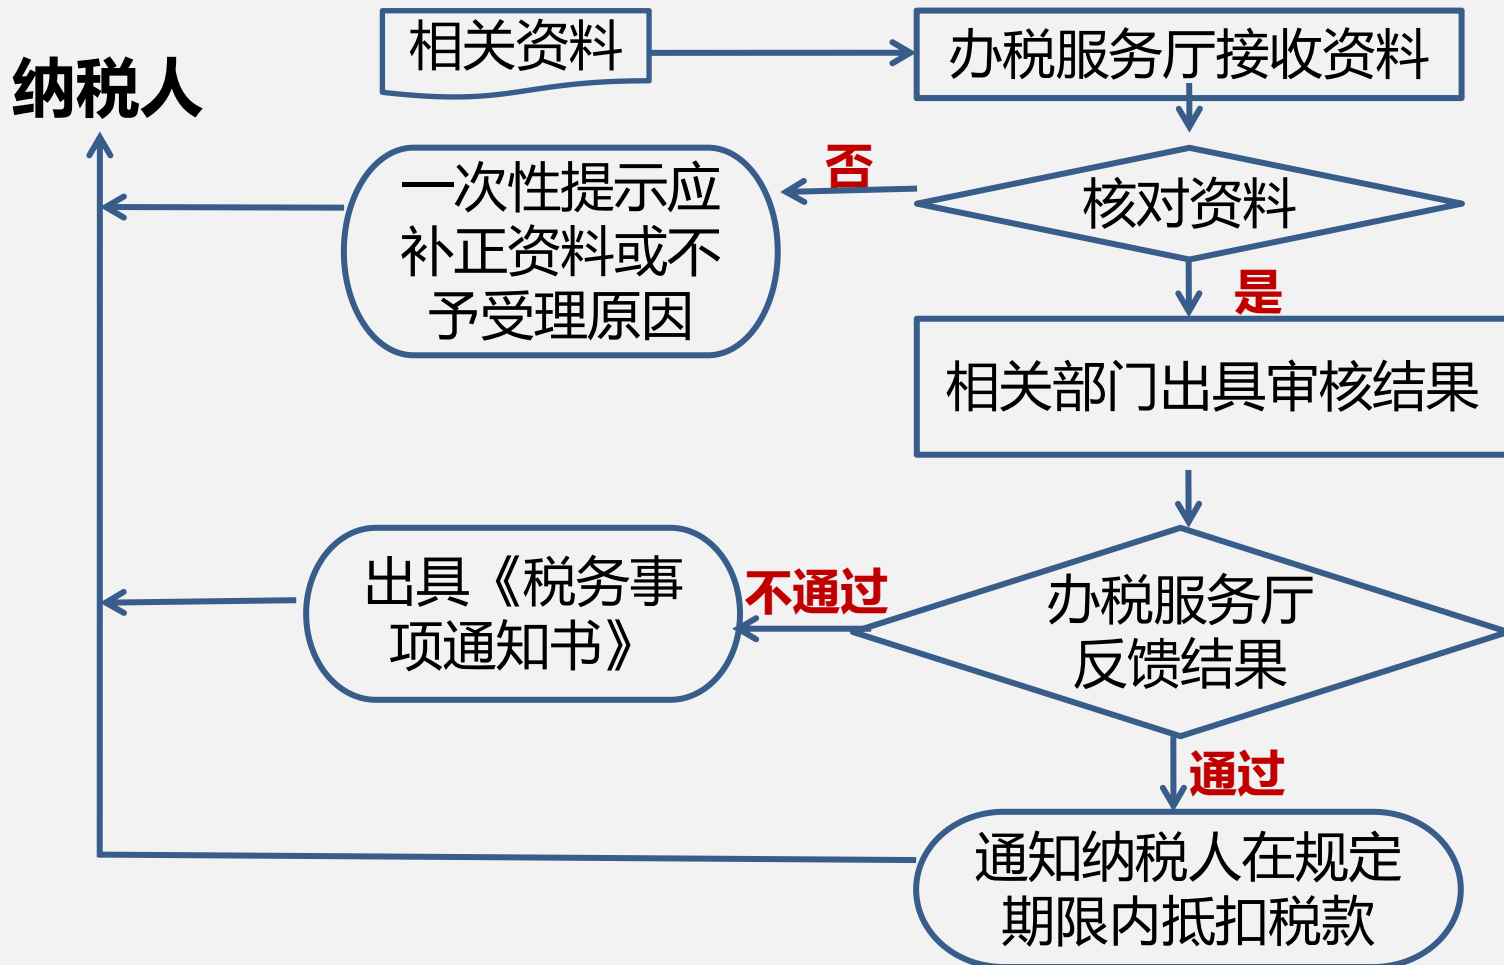 相关资料
办税服务厅接收资料
纳税人
否
一次性提示应
补正资料或不
予受理原因
核对资料
是
相关部门出具审核结果
出具《税务事
项通知书》
不通过
办税服务厅
反馈结果
通过
通知纳税人在规定
期限内抵扣税款